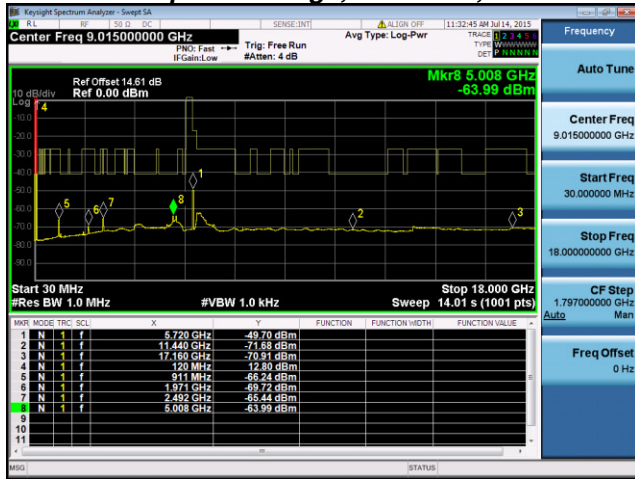 Keysight Spectrum Analyzer - Swept SA
RL RF 50 Ω DC SENSE:INT ALIGN OFF 11:32:45 AM Jul 14, 2015
Center Freq 9.015000000 GHz
PNO: Fast Trig: Free Run
IFGain:Low #Atten: 4 dB
Avg Type: Log-Pwr
TRACE 1 2 3 4 5 6
TYPE WWWWWW
DET P NNNNN
Frequency
Auto Tune
Ref Offset 14.61 dB
10 dB/div Ref 0.00 dBm
Log
Mkr8 5.008 GHz
-63.99 dBm
-10.0
-20.0
-30.0
-40.0
-50.0
-60.0
-70.0
-80.0
-90.0
4
5
6
7
8
1
2
3
Start 30 MHz Stop 18.000 GHz
#Res BW 1.0 MHz #VBW 1.0 kHz Sweep 14.01 s (1001 pts)
Center Freq
9.015000000 GHz
Start Freq
30.000000 MHz
Stop Freq
18.000000000 GHz
CF Step
1.797000000 GHz
Auto Man
Freq Offset
0 Hz
MKR MODE TRC SCL X Y FUNCTION FUNCTION WIDTH FUNCTION VALUE
1 N 1 f 5.720 GHz -49.70 dBm
2 N 1 f 11.440 GHz -71.68 dBm
3 N 1 f 17.160 GHz -70.91 dBm
4 N 1 f 120 MHz 12.80 dBm
5 N 1 f 911 MHz -66.24 dBm
6 N 1 f 1.971 GHz -69.72 dBm
7 N 1 f 2.492 GHz -65.44 dBm
8 N 1 f 5.008 GHz -63.99 dBm
9
10
11
MSG STATUS